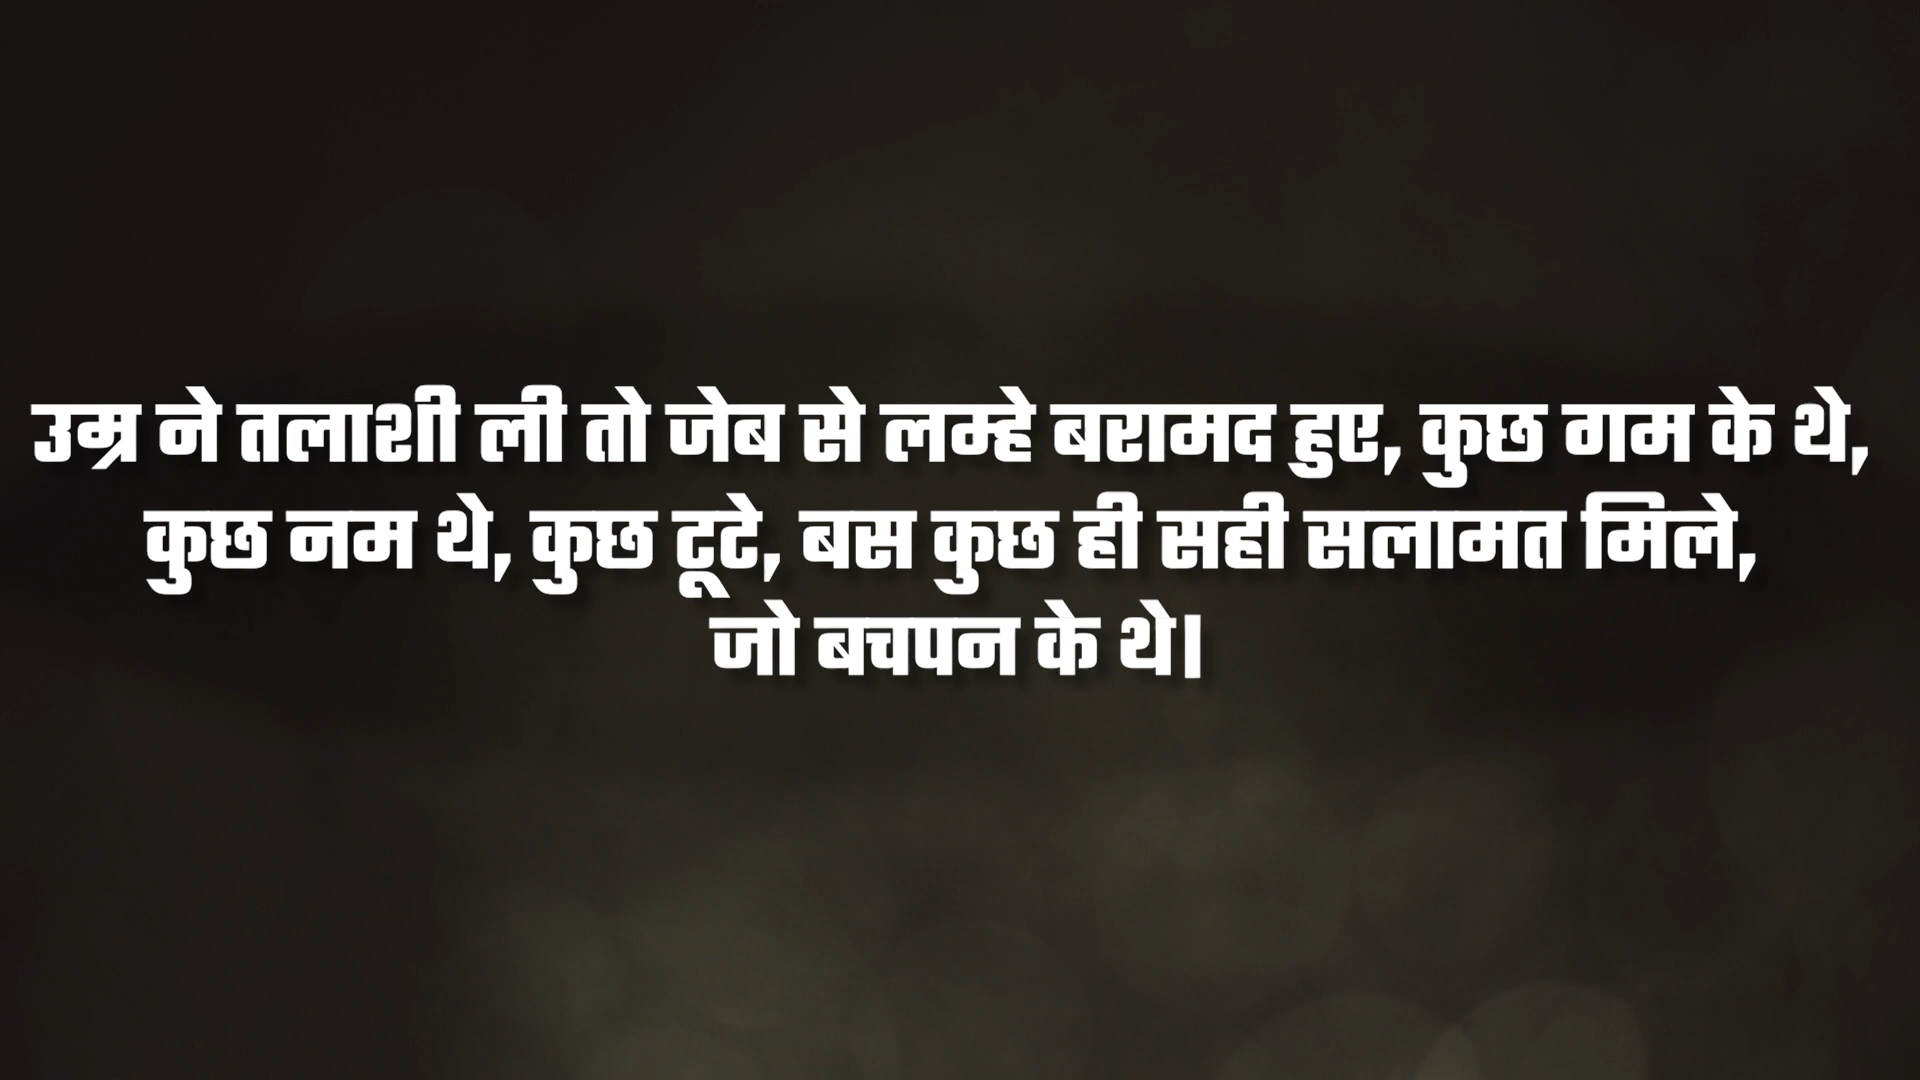 उम्र ने तलाशी ली तो जेब से लम्हे बरामद हुए, कुछ गम के थे,
कुछ नम थे, कुछ टूटे, बस कुछ ही सही सलामत मिले,
जो बचपन के थे।